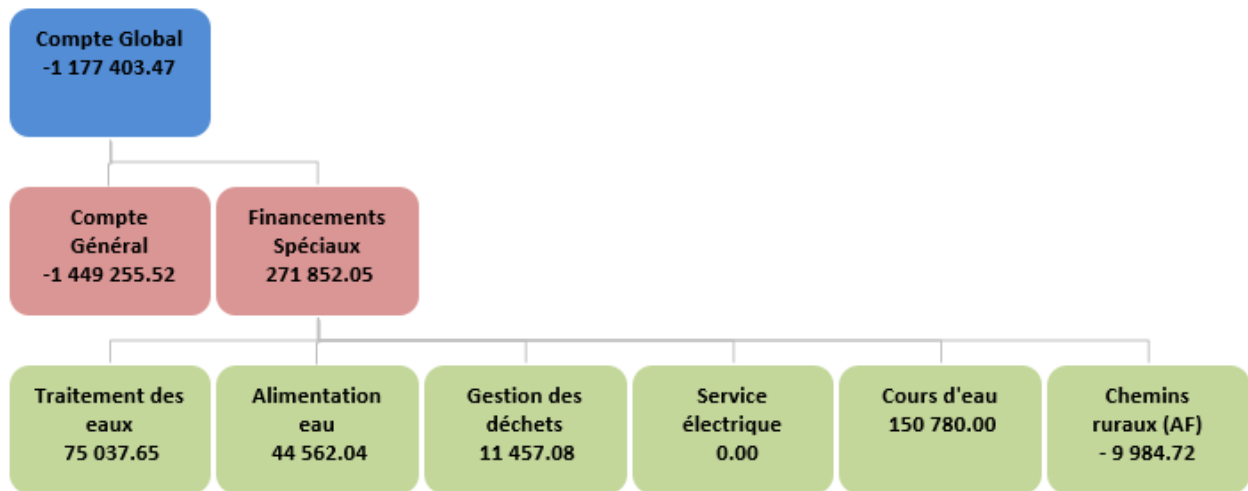 Compte Global
-1 177 403.47
Compte
Général
-1 449 255.52
Financements
Spéciaux
271 852.05
Traitement des
eaux
75 037.65
Alimentation
eau
44 562.04
Gestion des
déchets
11 457.08
Service
électrique
0.00
Cours d'eau
150 780.00
Chemins
ruraux (AF)
- 9 984.72